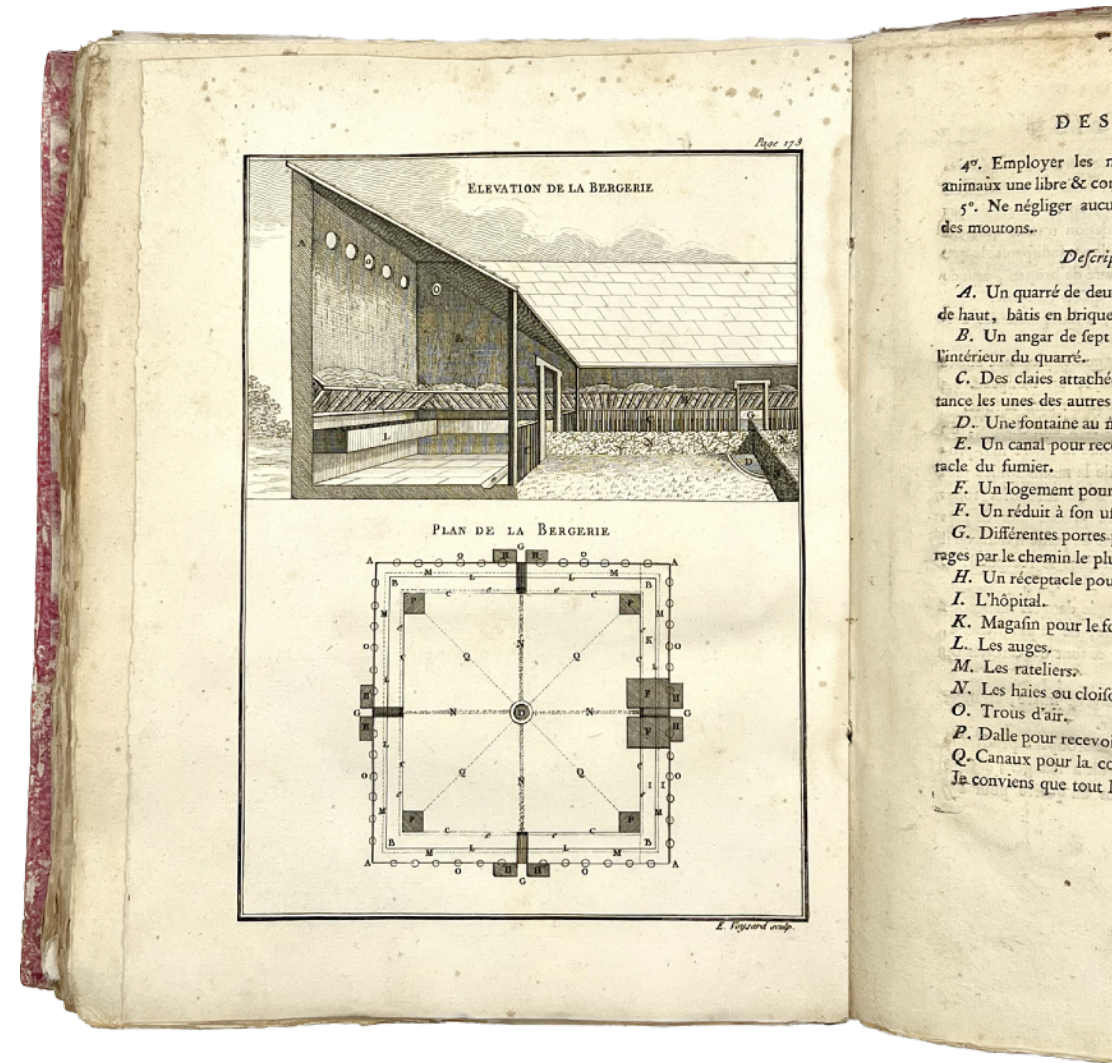 Page 173
ELEVATION DE LA BERGERIE
A O O
B
M M G
L C N N
C D
PLAN DE LA BERGERIE
G
A O H H O A
B M L L M B
P C e e C P
M N M
O Q Q K O
L L
H F H
G N D N G
H F H
L
C C
O Q Q I I O
M N M
P P
B C e e C B
M L L M
A O H H O A
G
E. Voysard sculp.
DES
4°. Employer les
animaux une libre &
5°. Ne négliger aucu
des moutons.
Deſcrip
A. Un quarré de deu
de haut, bâtis en brique
B. Un angar de ſept
l'intérieur du quarré.
C. Des claies attaché
tance les unes des autres
D. Une fontaine au
E. Un canal pour rece
tacle du fumier.
F. Un logement pour
F. Un réduit à ſon uſ
G. Différentes portes
rages par le chemin le plu
H. Un réceptacle pou
I. L'hôpital.
K. Magaſin pour le fo
L. Les auges.
M. Les rateliers.
N. Les haies ou cloiſo
O. Trous d'air.
P. Dalle pour recevoi
Q. Canaux pour la co
Je conviens que tout